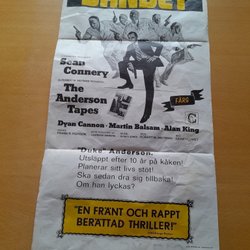 BANDET
Sean
Connery
The
Anderson
Tapes
FÄRG
C
Dyan Cannon · Martin Balsam · Alan King
"Duke" Anderson.
Utsläppt efter 10 år på kåken!
Planerar sitt livs stöt!
Ska sedan dra sig tillbaka!
Om han lyckas?
"EN FRÄNT OCH RAPPT
BERÄTTAD THRILLER!"